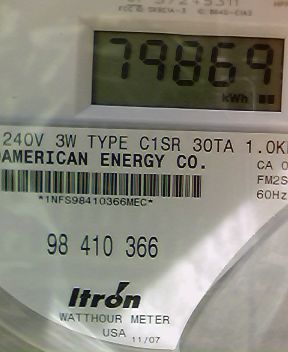 79869
kWh
240V 3W TYPE C1SR 30TA 1.0K
AMERICAN ENERGY CO.
CA 0
FM2S
60Hz
*1NFS98410366MEC*
98 410 366
Itron
WATTHOUR METER
USA 11/07